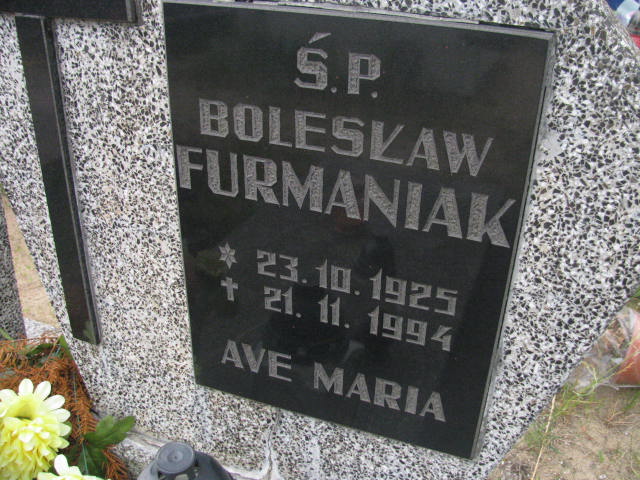 Ś.P.
BOLESŁAW
FURMANIAK
* 23.10.1925
✝ 21.11.1994
AVE MARIA